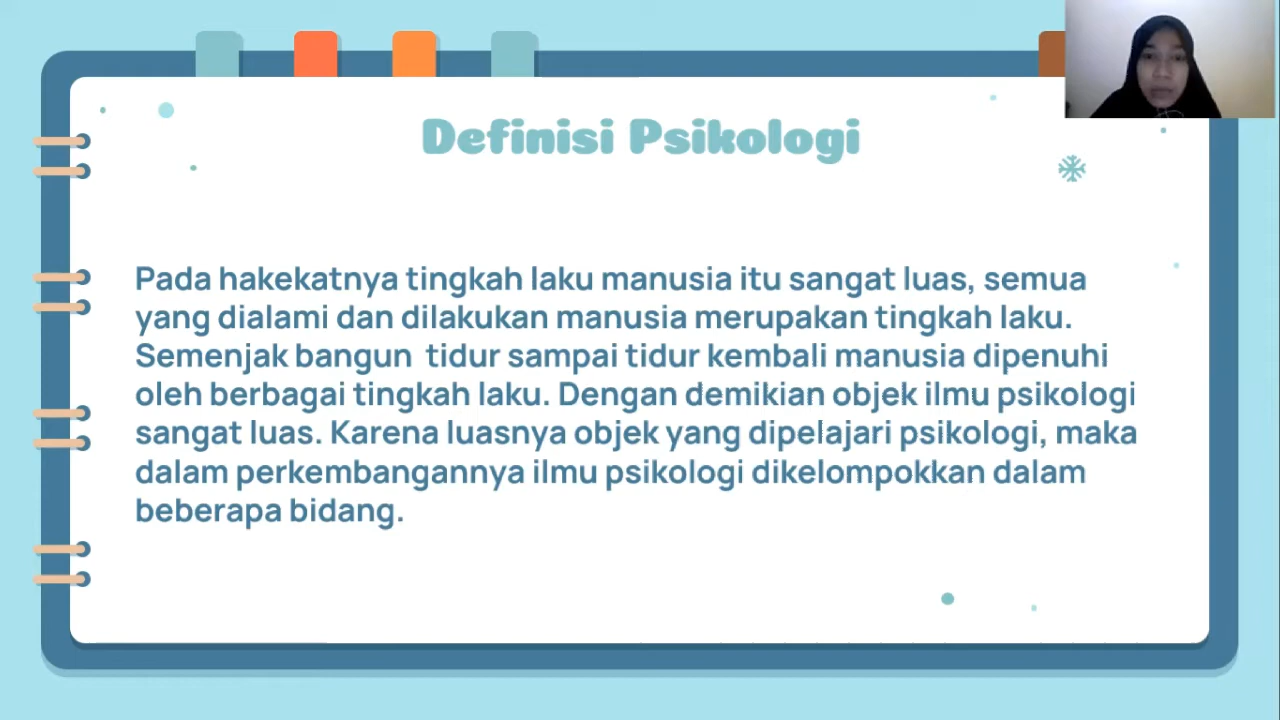 Definisi Psikologi
Pada hakekatnya tingkah laku manusia itu sangat luas, semua
yang dialami dan dilakukan manusia merupakan tingkah laku.
Semenjak bangun  tidur sampai tidur kembali manusia dipenuhi
oleh berbagai tingkah laku. Dengan demikian objek ilmu psikologi
sangat luas. Karena luasnya objek yang dipelajari psikologi, maka
dalam perkembangannya ilmu psikologi dikelompokkan dalam
beberapa bidang.